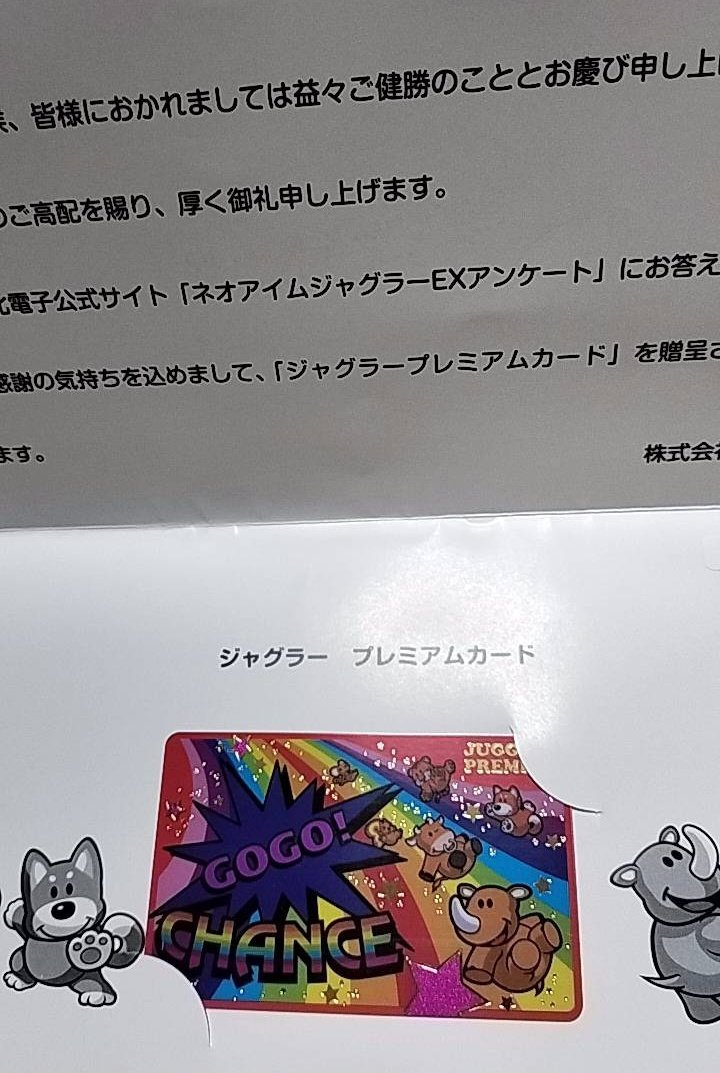 、皆様におかれましては益々ご健勝のこととお慶び申し上げ
のご高配を賜り、厚く御礼申し上げます。
電子公式サイト「ネオアイムジャグラーEXアンケート」にお答え
感謝の気持ちを込めまして、「ジャグラープレミアムカード」を贈呈さ
ます。
株式会社
ジャグラー プレミアムカード
JUGG
PREMI
GOGO!
CHANCE